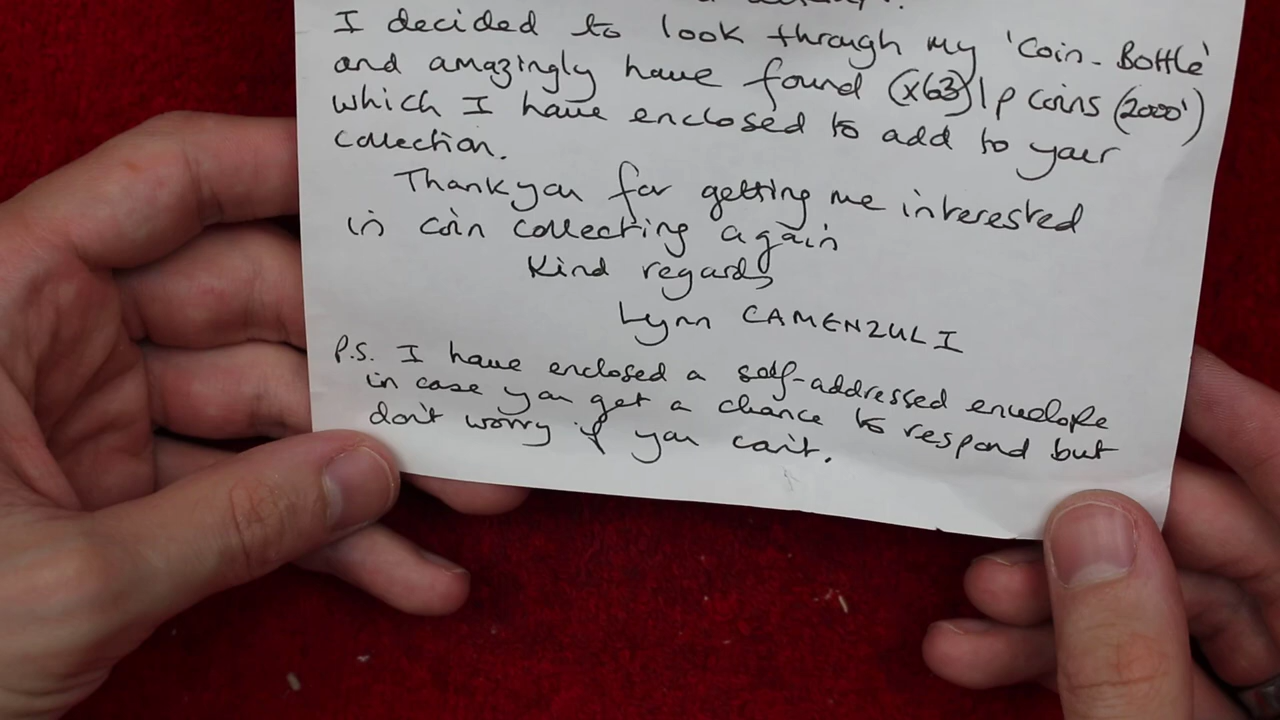 I decided to look through my 'Coin-Bottle'
and amazingly have found (x63) 1p coins (2000')
which I have enclosed to add to your
collection.
Thankyou for getting me interested
in coin collecting again
Kind regards
Lynn CAMENZULI
P.S. I have enclosed a self-addressed envelope
in case you get a chance to respond but
don't worry if you can't.